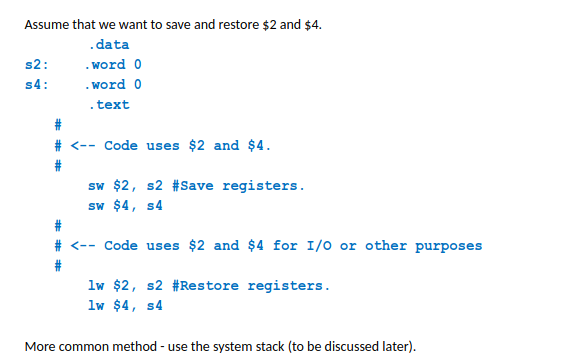 Assume that we want to save and restore $2 and $4.
.data
s2: .word 0
s4: .word 0
.text
#
# <-- Code uses $2 and $4.
#
sw $2, s2 #Save registers.
sw $4, s4
#
# <-- Code uses $2 and $4 for I/O or other purposes
#
lw $2, s2 #Restore registers.
lw $4, s4
More common method - use the system stack (to be discussed later).